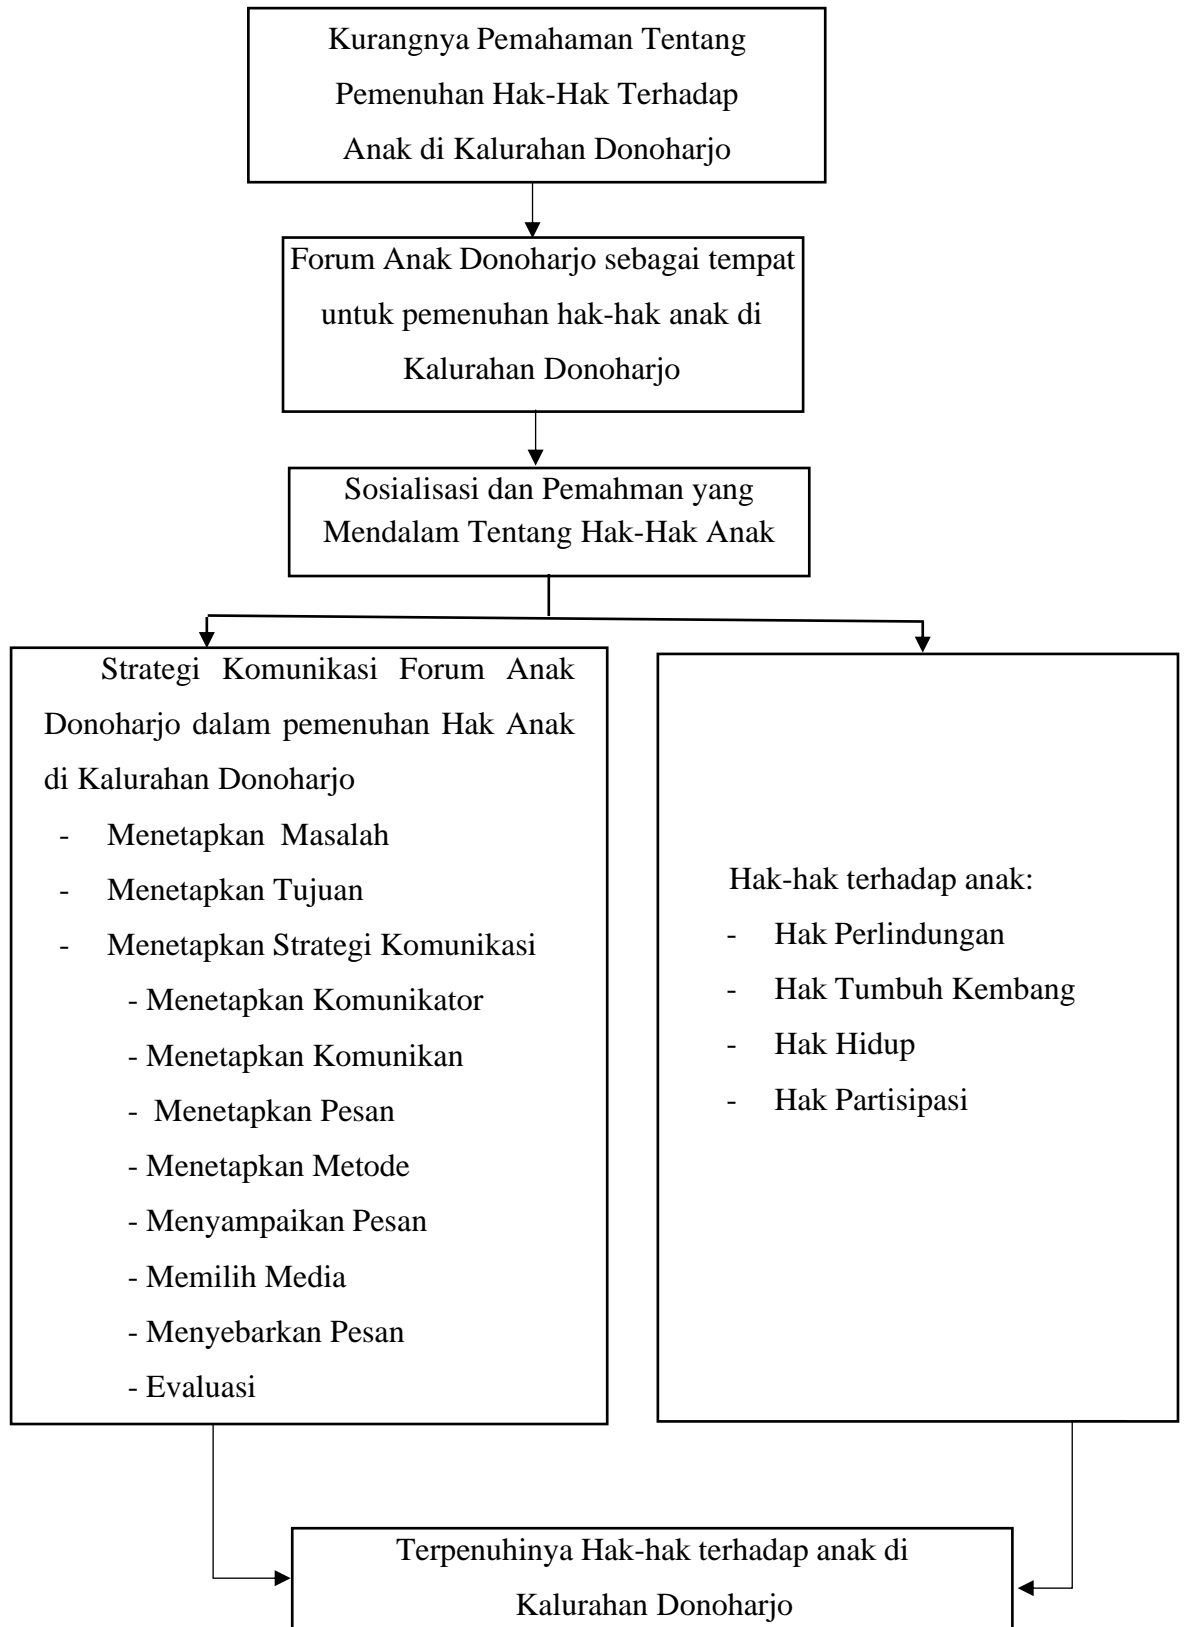 Kurangnya Pemahaman Tentang
Pemenuhan Hak-Hak Terhadap
Anak di Kalurahan Donoharjo
Forum Anak Donoharjo sebagai tempat
untuk pemenuhan hak-hak anak di
Kalurahan Donoharjo
Sosialisasi dan Pemahman yang
Mendalam Tentang Hak-Hak Anak
Strategi Komunikasi Forum Anak
Donoharjo dalam pemenuhan Hak Anak
di Kalurahan Donoharjo
- Menetapkan Masalah
- Menetapkan Tujuan
- Menetapkan Strategi Komunikasi
- Menetapkan Komunikator
- Menetapkan Komunikan
- Menetapkan Pesan
- Menetapkan Metode
- Menyampaikan Pesan
- Memilih Media
- Menyebarkan Pesan
- Evaluasi
Hak-hak terhadap anak:
- Hak Perlindungan
- Hak Tumbuh Kembang
- Hak Hidup
- Hak Partisipasi
Terpenuhinya Hak-hak terhadap anak di
Kalurahan Donoharjo